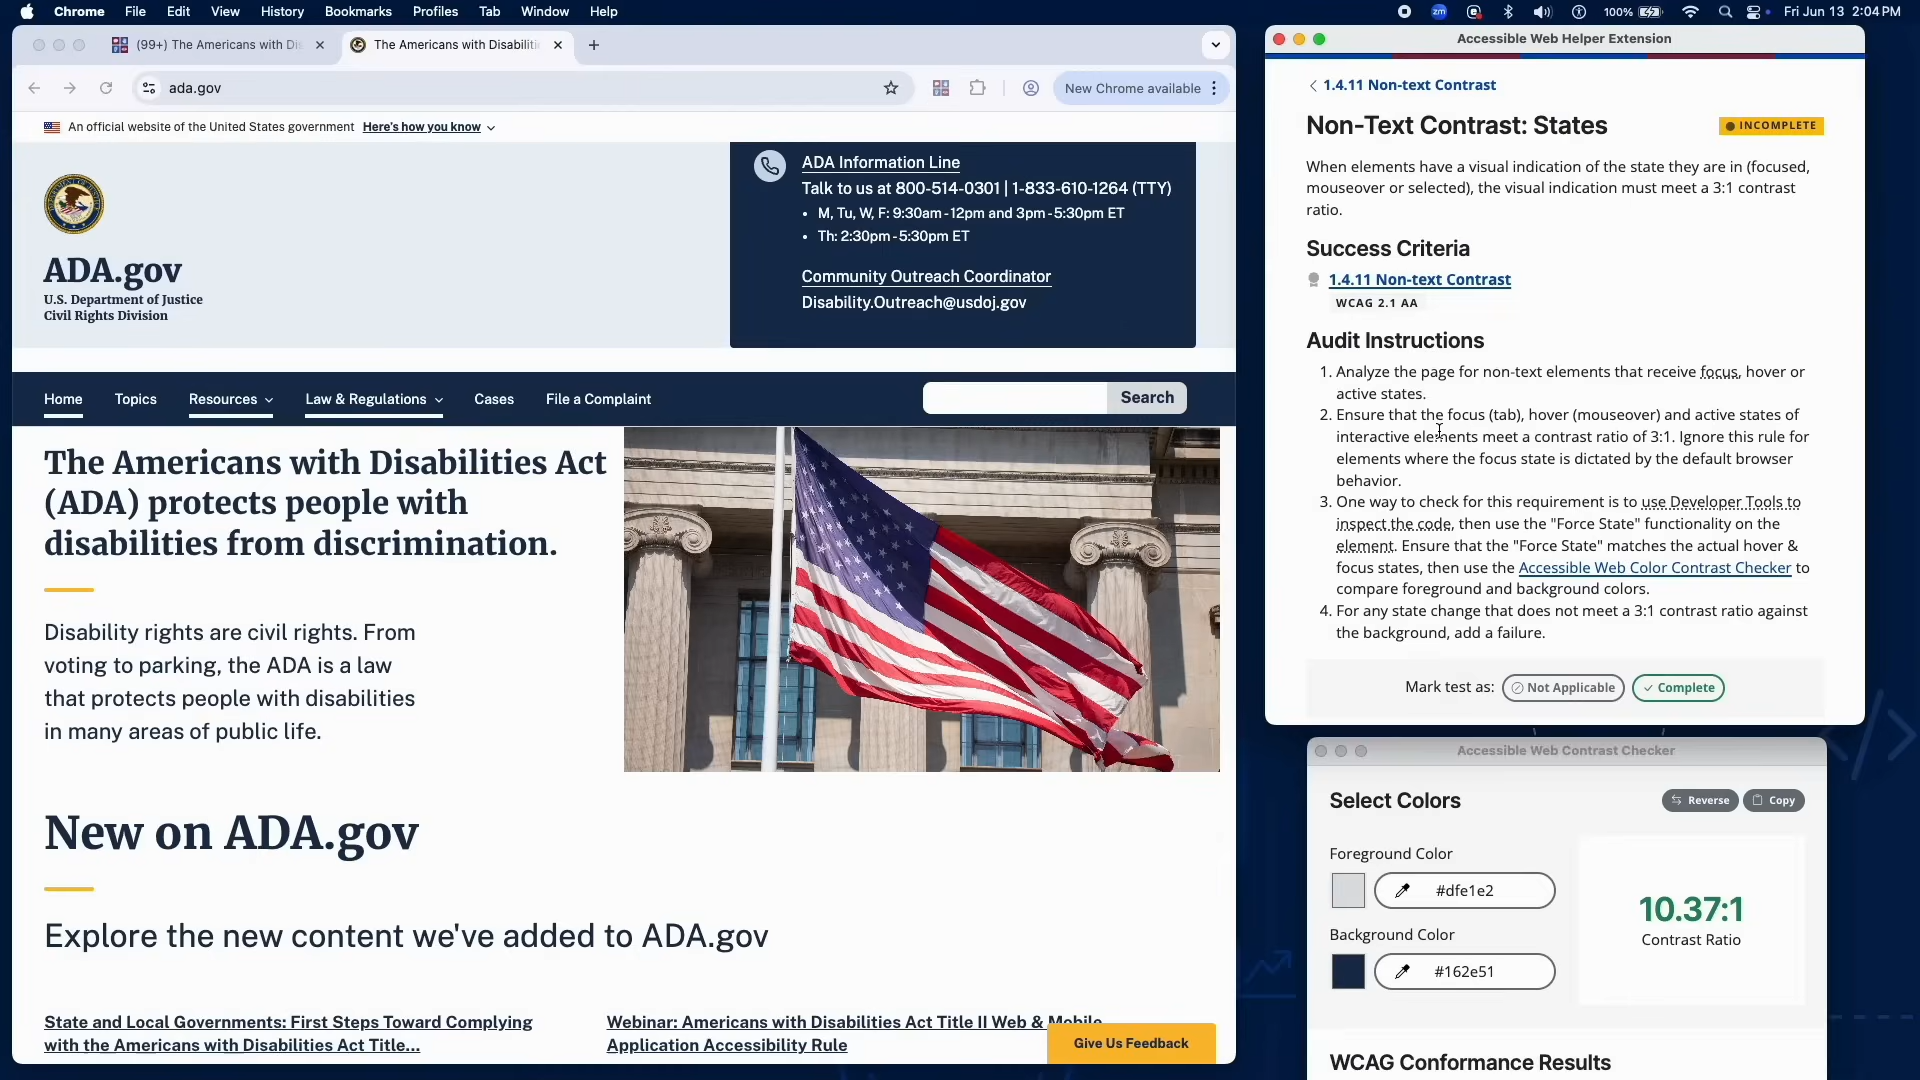 Chrome File Edit View History Bookmarks Profiles Tab Window Help
zm 100% Fri Jun 13 2:04 PM
(99+) The Americans with Dis
The Americans with Disabilitie
ada.gov
New Chrome available
An official website of the United States government Here's how you know
ADA.gov
U.S. Department of Justice
Civil Rights Division
ADA Information Line
Talk to us at 800-514-0301 | 1-833-610-1264 (TTY)
• M, Tu, W, F: 9:30am - 12pm and 3pm - 5:30pm ET
• Th: 2:30pm - 5:30pm ET
Community Outreach Coordinator
Disability.Outreach@usdoj.gov
Home Topics Resources Law & Regulations Cases File a Complaint Search
The Americans with Disabilities Act
(ADA) protects people with
disabilities from discrimination.
Disability rights are civil rights. From
voting to parking, the ADA is a law
that protects people with disabilities
in many areas of public life.
New on ADA.gov
Explore the new content we've added to ADA.gov
State and Local Governments: First Steps Toward Complying
with the Americans with Disabilities Act Title...
Webinar: Americans with Disabilities Act Title II Web & Mobile
Application Accessibility Rule
Give Us Feedback
Accessible Web Helper Extension
1.4.11 Non-text Contrast
Non-Text Contrast: States
INCOMPLETE
When elements have a visual indication of the state they are in (focused,
mouseover or selected), the visual indication must meet a 3:1 contrast
ratio.
Success Criteria
1.4.11 Non-text Contrast
WCAG 2.1 AA
Audit Instructions
1. Analyze the page for non-text elements that receive focus, hover or
active states.
2. Ensure that the focus (tab), hover (mouseover) and active states of
interactive elements meet a contrast ratio of 3:1. Ignore this rule for
elements where the focus state is dictated by the default browser
behavior.
3. One way to check for this requirement is to use Developer Tools to
inspect the code, then use the "Force State" functionality on the
element. Ensure that the "Force State" matches the actual hover &
focus states, then use the Accessible Web Color Contrast Checker to
compare foreground and background colors.
4. For any state change that does not meet a 3:1 contrast ratio against
the background, add a failure.
Mark test as: Not Applicable Complete
Accessible Web Contrast Checker
Select Colors
Reverse Copy
Foreground Color
#dfe1e2
Background Color
#162e51
10.37:1
Contrast Ratio
WCAG Conformance Results